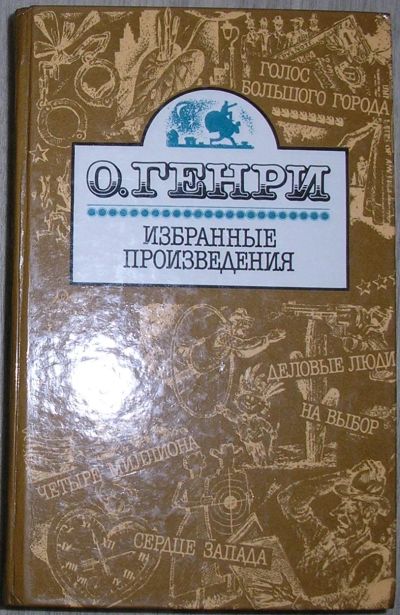 ГОЛОС
БОЛЬШОГО ГОРОДА
О. ГЕНРИ
ИЗБРАННЫЕ
ПРОИЗВЕДЕНИЯ
ДЕЛОВЫЕ ЛЮДИ
НА ВЫБОР
ЧЕТЫРЕ МИЛЛИОНА
СЕРДЦЕ ЗАПАДА